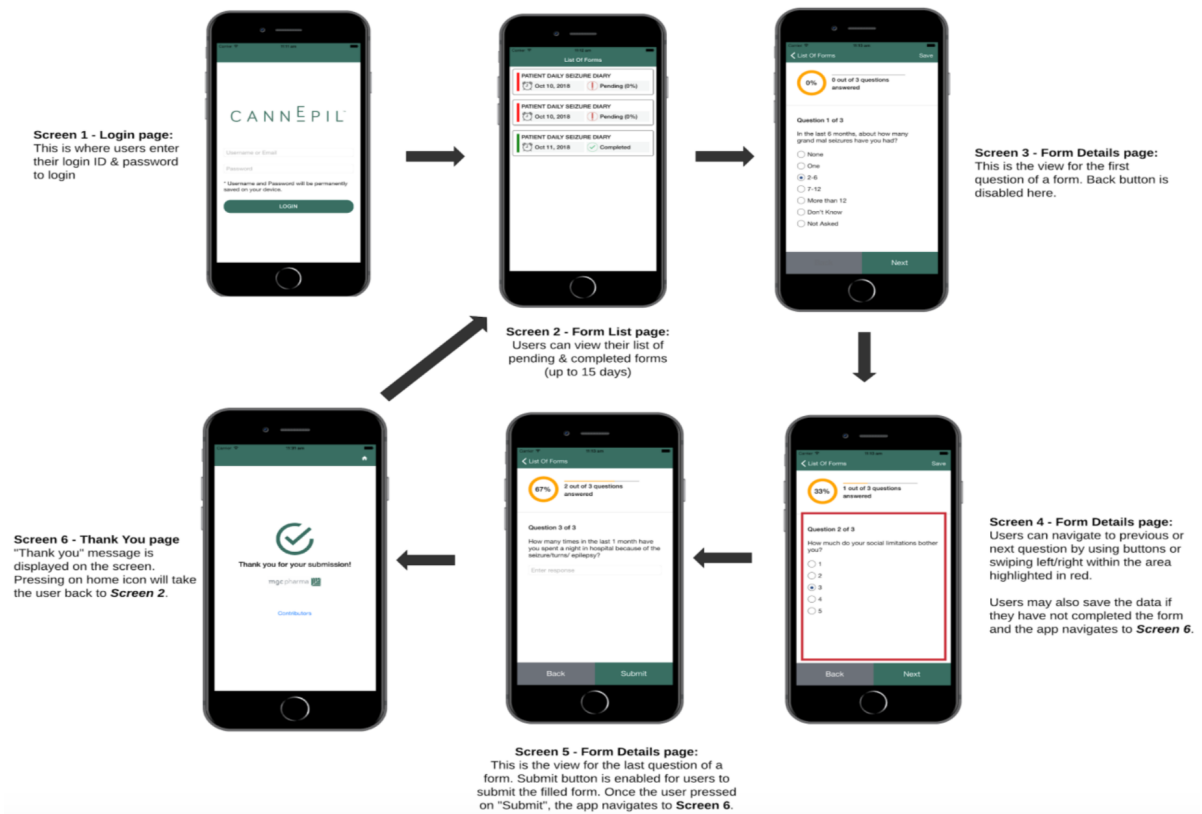 Screen 1 - Login page:
This is where users enter
their login ID & password
to login
Carrier
9:41 AM
CANNEPIL™
Username or Email
Password
* Username and Password will be permanently
saved on your device.
LOGIN
List Of Forms
PATIENT DAILY SEIZURE DIARY
Oct 10, 2018
Pending (0%)
PATIENT DAILY SEIZURE DIARY
Oct 10, 2018
Pending (0%)
PATIENT DAILY SEIZURE DIARY
Oct 11, 2018
Completed
Screen 2 - Form List page:
Users can view their list of
pending & completed forms
(up to 15 days)
List Of Forms
Save
0%
0 out of 3 questions
answered
Question 1 of 3
In the last 6 months, about how many
grand mal seizures have you had?
None
One
2-6
7-12
More than 12
Don't Know
Not Asked
Next
Screen 3 - Form Details page:
This is the view for the first
question of a form. Back button is
disabled here.
List Of Forms
Save
33%
1 out of 3 questions
answered
Question 2 of 3
How much do your social limitations bother
you?
1
2
3
4
5
Back
Next
Screen 4 - Form Details page:
Users can navigate to previous or
next question by using buttons or
swiping left/right within the area
highlighted in red.
Users may also save the data if
they have not completed the form
and the app navigates to Screen 6.
List Of Forms
67%
2 out of 3 questions
answered
Question 3 of 3
How many times in the last 1 month have
you spent a night in hospital because of the
seizure/turns/ epilepsy?
Enter response
Back
Submit
Screen 5 - Form Details page:
This is the view for the last question of a
form. Submit button is enabled for users to
submit the filled form. Once the user pressed
on "Submit", the app navigates to Screen 6.
Thank you for your submission!
mgc pharma
Contributors
Screen 6 - Thank You page
"Thank you" message is
displayed on the screen.
Pressing on home icon will take
the user back to Screen 2.